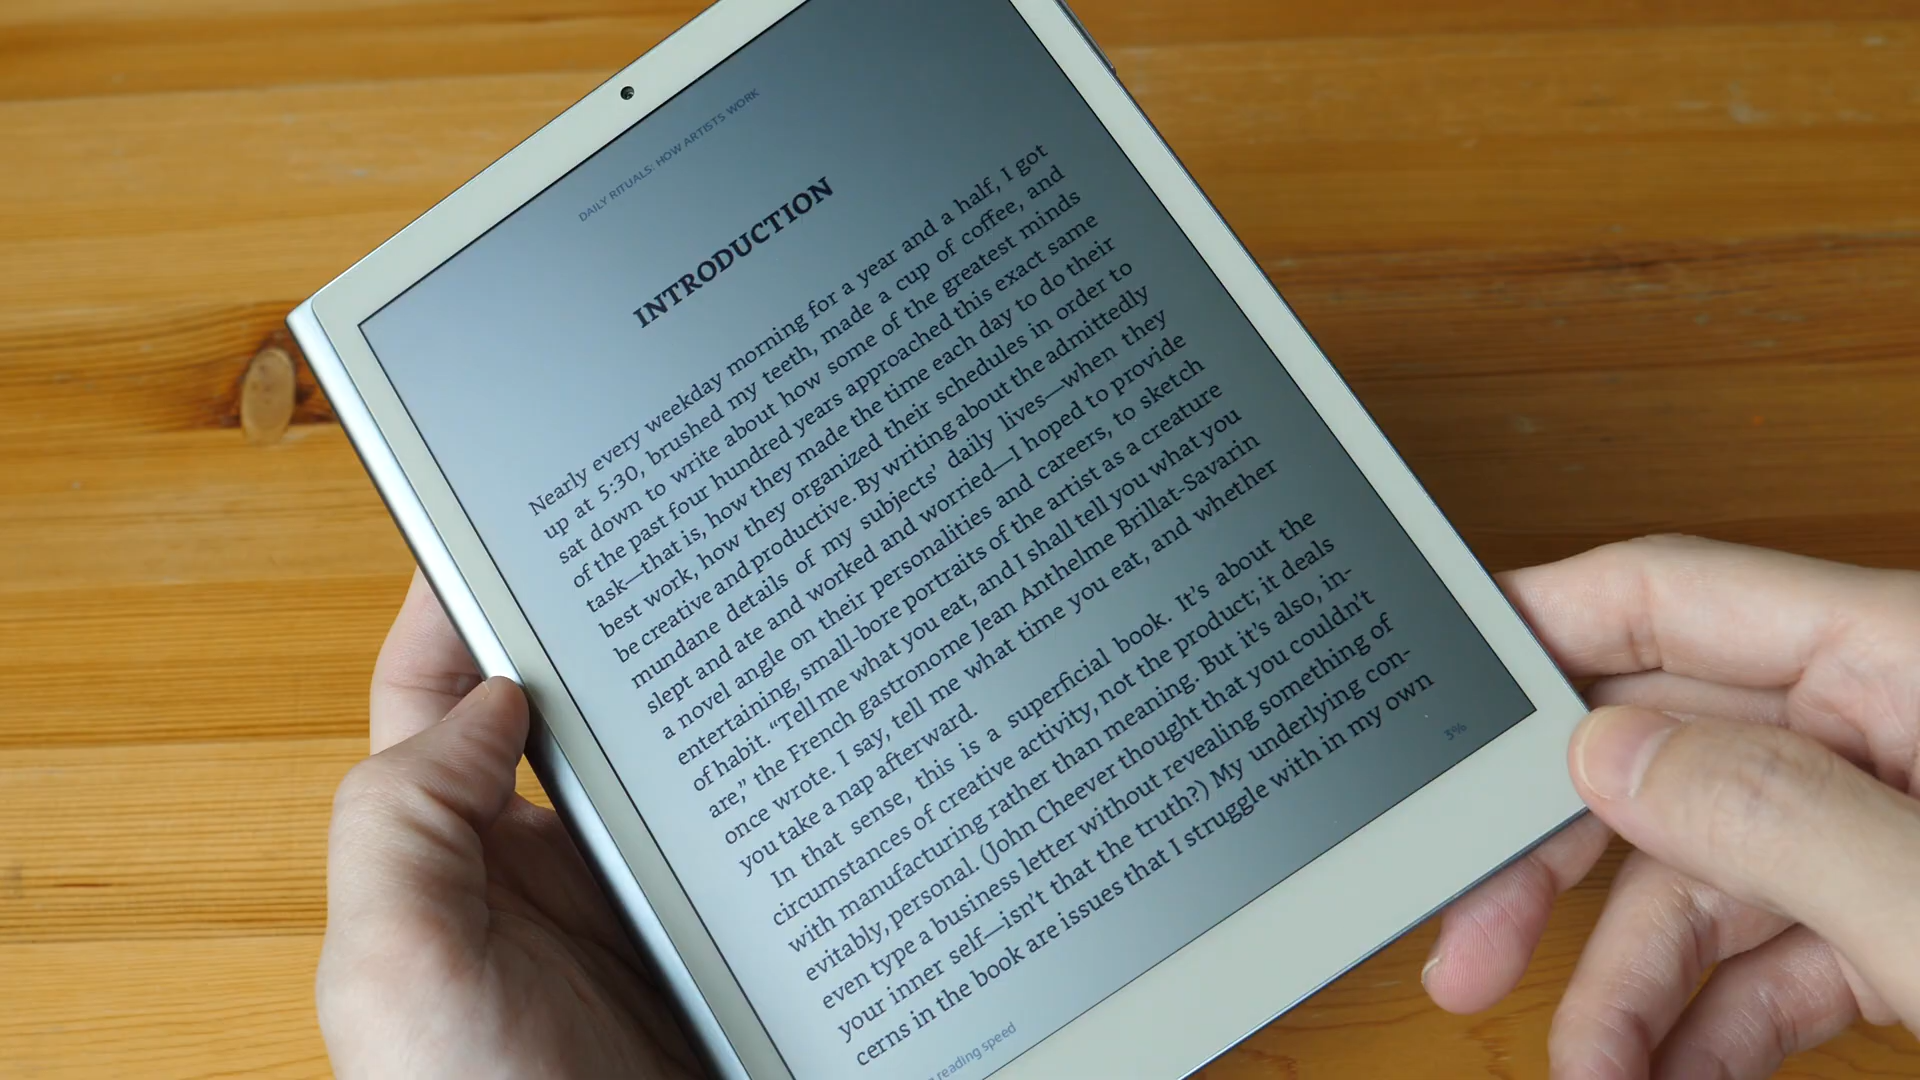 DAILY RITUALS: HOW ARTISTS WORK
INTRODUCTION
Nearly every weekday morning for a year and a half, I got
up at 5:30, brushed my teeth, made a cup of coffee, and
sat down to write about how some of the greatest minds
of the past four hundred years approached this exact same
task—that is, how they made the time each day to do their
best work, how they organized their schedules in order to
be creative and productive. By writing about the admittedly
mundane details of my subjects’ daily lives—when they
slept and ate and worked and worried—I hoped to provide
a novel angle on their personalities and careers, to sketch
entertaining, small-bore portraits of the artist as a creature
of habit. “Tell me what you eat, and I shall tell you what you
are,” the French gastronome Jean Anthelme Brillat-Savarin
once wrote. I say, tell me what time you eat, and whether
you take a nap afterward.
In that sense, this is a superficial book. It’s about the
circumstances of creative activity, not the product; it deals
with manufacturing rather than meaning. But it’s also, in-
evitably, personal. (John Cheever thought that you couldn’t
even type a business letter without revealing something of
your inner self—isn’t that the truth?) My underlying con-
cerns in the book are issues that I struggle with in my own
reading speed
3%